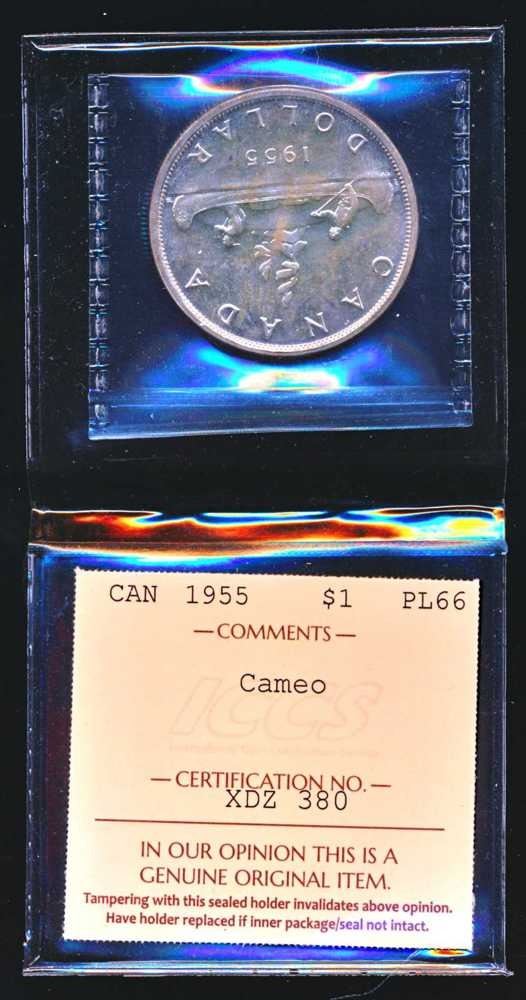 CANADA
1955
DOLLAR
CAN 1955 $1 PL66
—COMMENTS—
Cameo
ICCS
—CERTIFICATION NO.—
XDZ 380
IN OUR OPINION THIS IS A
GENUINE ORIGINAL ITEM.
Tampering with this sealed holder invalidates above opinion.
Have holder replaced if inner package/seal not intact.